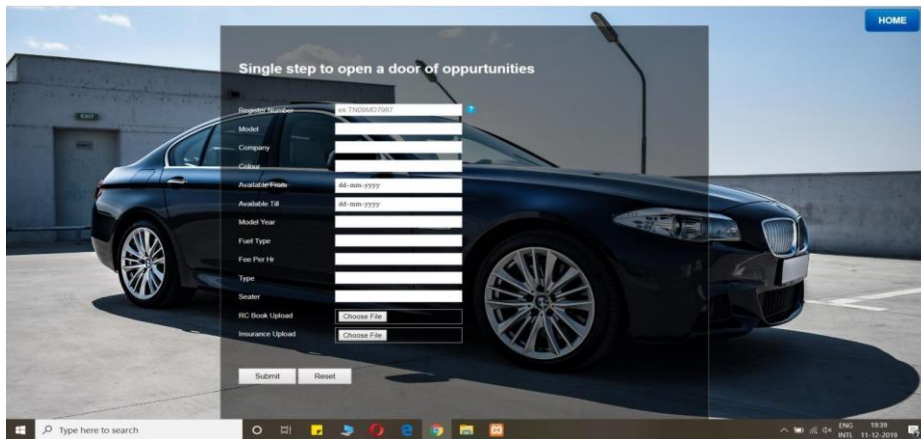 HOME
Single step to open a door of oppurtunities
Register Number ex.TN09MD7987
Model
Company
Colour
Available From dd-mm-yyyy
Available Till dd-mm-yyyy
Model Year
Fuel Type
Fee Per Hr
Type
Seater
RC Book Upload Choose File
Insurance Upload Choose File
Submit Reset
EXIT
Type here to search
ENG 19:39
INTL 11-12-2019